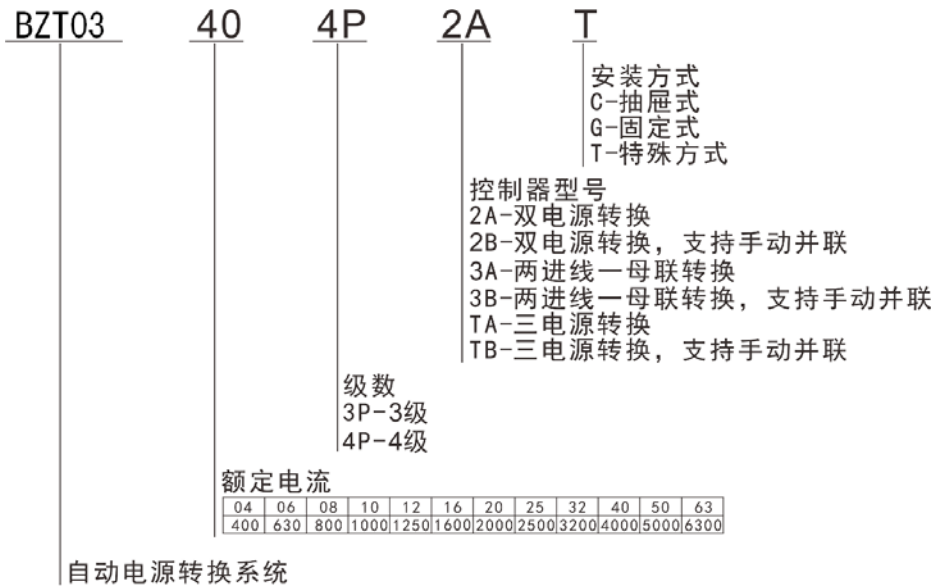 BZT03 40 4P 2A T
安装方式
C-抽屉式
G-固定式
T-特殊方式
控制器型号
2A-双电源转换
2B-双电源转换，支持手动并联
3A-两进线一母联转换
3B-两进线一母联转换，支持手动并联
TA-三电源转换
TB-三电源转换，支持手动并联
级数
3P-3级
4P-4级
额定电流
04 06 08 10 12 16 20 25 32 40 50 63
400 630 800 1000 1250 1600 2000 2500 3200 4000 5000 6300
自动电源转换系统